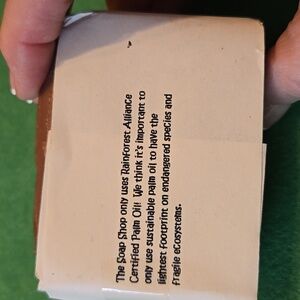 The Soap Shop only uses Rainforest Alliance
Certified Palm Oil! We think it's important to
only use sustainable palm oil to have the
lightest footprint on endangered species and
fragile ecosystems.